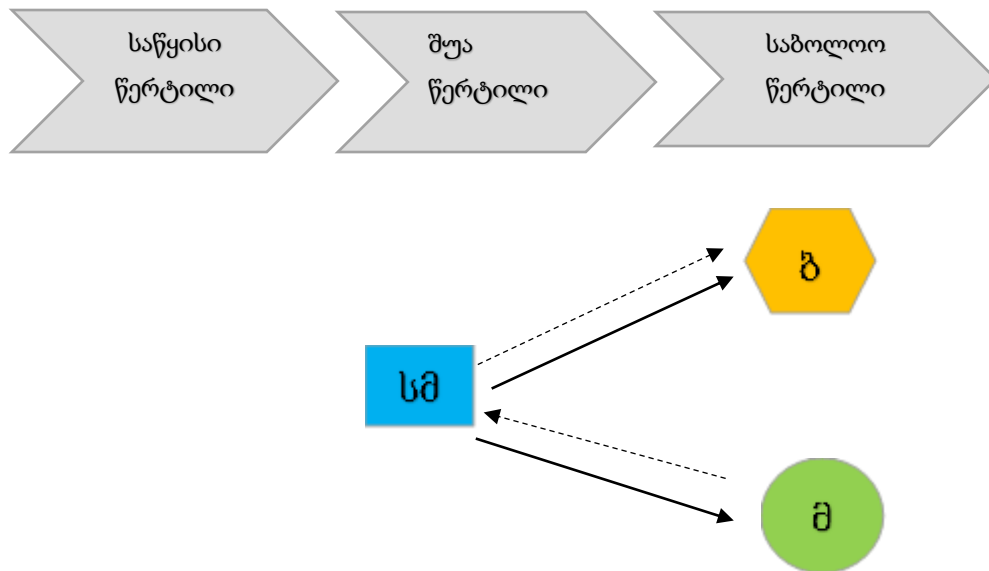 საწყისი
წერტილი
შუა
წერტილი
საბოლოო
წერტილი
ბ
სმ
მ